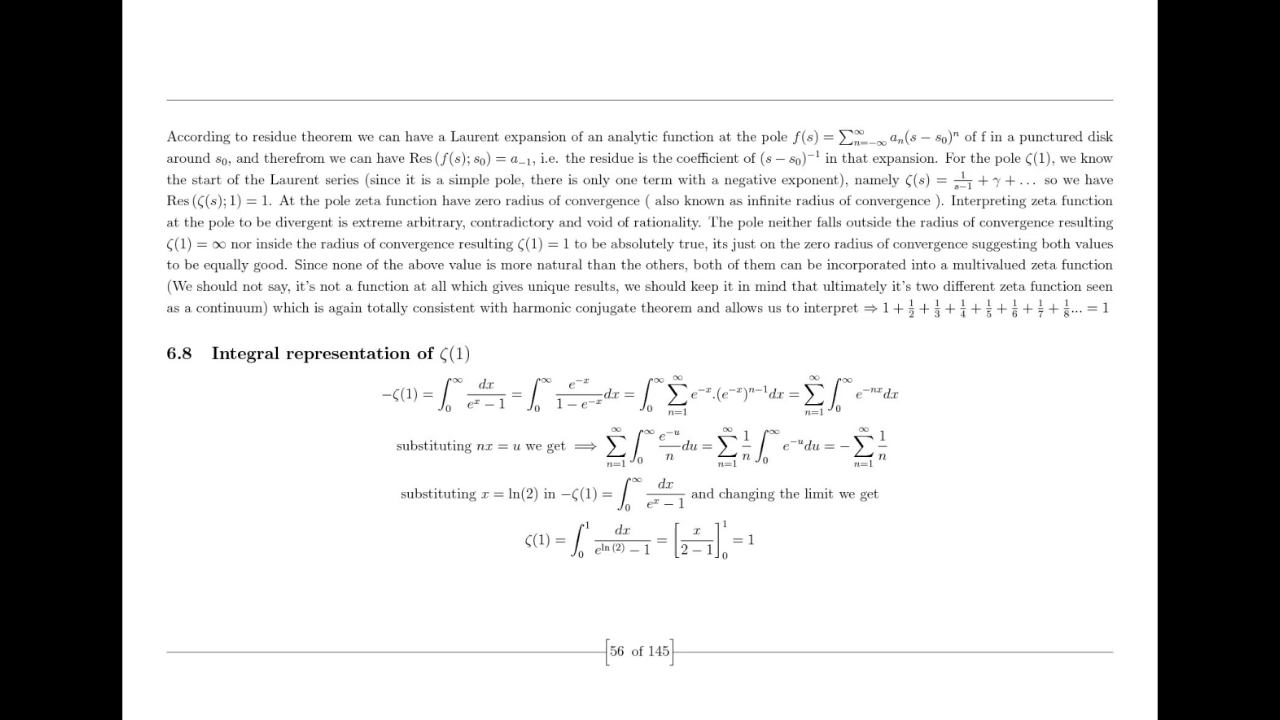 According to residue theorem we can have a Laurent expansion of an analytic function at the pole f(s) = ∑_{n=−∞}^{∞} a_n(s − s_0)^n of f in a punctured disk
around s_0, and therefrom we can have Res (f(s); s_0) = a_{−1}, i.e. the residue is the coefficient of (s − s_0)^{−1} in that expansion. For the pole ζ(1), we know
the start of the Laurent series (since it is a simple pole, there is only one term with a negative exponent), namely ζ(s) = 1/(s−1) + γ + . . . so we have
Res (ζ(s); 1) = 1. At the pole zeta function have zero radius of convergence ( also known as infinite radius of convergence ). Interpreting zeta function
at the pole to be divergent is extreme arbitrary, contradictory and void of rationality. The pole neither falls outside the radius of convergence resulting
ζ(1) = ∞ nor inside the radius of convergence resulting ζ(1) = 1 to be absolutely true, its just on the zero radius of convergence suggesting both values
to be equally good. Since none of the above value is more natural than the others, both of them can be incorporated into a multivalued zeta function
(We should not say, it's not a function at all which gives unique results, we should keep it in mind that ultimately it's two different zeta function seen
as a continuum) which is again totally consistent with harmonic conjugate theorem and allows us to interpret ⇒ 1 + 1/2 + 1/3 + 1/4 + 1/5 + 1/6 + 1/7 + 1/8... = 1
6.8 Integral representation of ζ(1)
−ζ(1) = ∫_0^∞ dx/(e^x − 1) = ∫_0^∞ e^{−x}/(1 − e^{−x}) dx = ∫_0^∞ ∑_{n=1}^∞ e^{−x}.(e^{−x})^{n−1} dx = ∑_{n=1}^∞ ∫_0^∞ e^{−nx} dx
substituting nx = u we get ⟹ ∑_{n=1}^∞ ∫_0^∞ e^{−u}/n du = ∑_{n=1}^∞ 1/n ∫_0^∞ e^{−u} du = − ∑_{n=1}^∞ 1/n
substituting x = ln(2) in −ζ(1) = ∫_0^∞ dx/(e^x − 1) and changing the limit we get
ζ(1) = ∫_0^1 dx/(e^{ln (2)} − 1) = [x/(2 − 1)]_0^1 = 1
[56 of 145]